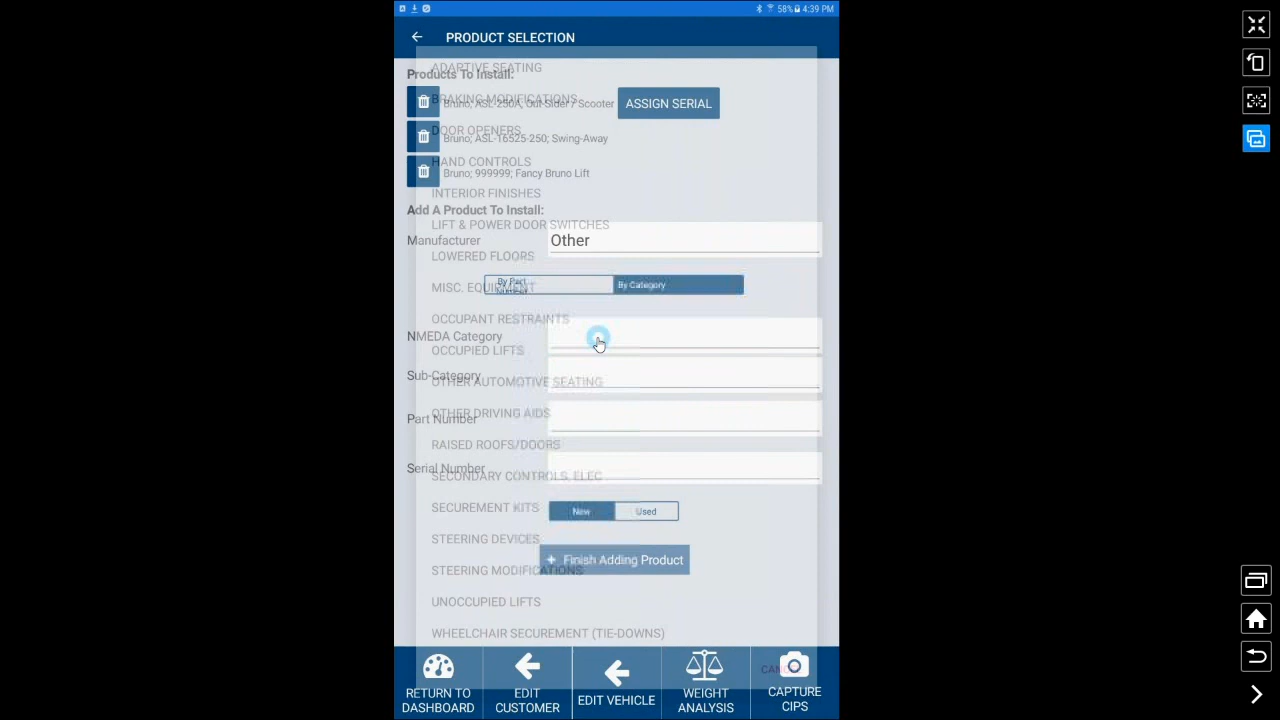 58% 4:39 PM
PRODUCT SELECTION
ADAPTIVE SEATING
Products To Install:
BRAKING MODIFICATIONS
Bruno; ASL-250A, Out-Sider / Scooter
ASSIGN SERIAL
DOOR OPENERS
Bruno; ASL-16525-250; Swing-Away
HAND CONTROLS
Bruno; 999999; Fancy Bruno Lift
INTERIOR FINISHES
Add A Product To Install:
LIFT & POWER DOOR SWITCHES
Manufacturer Other
LOWERED FLOORS
By Part
Number
By Category
MISC. EQUIPMENT
OCCUPANT RESTRAINTS
NMEDA Category
OCCUPIED LIFTS
Sub-Category
OTHER AUTOMOTIVE SEATING
OTHER DRIVING AIDS
Part Number
RAISED ROOFS/DOORS
Serial Number
SECONDARY CONTROLS, ELEC
SECUREMENT KITS
New Used
STEERING DEVICES
+ Finish Adding Product
STEERING MODIFICATIONS
UNOCCUPIED LIFTS
WHEELCHAIR SECUREMENT (TIE-DOWNS)
CANCEL
RETURN TO
DASHBOARD
EDIT
CUSTOMER
EDIT VEHICLE
WEIGHT
ANALYSIS
CAPTURE
CIPS